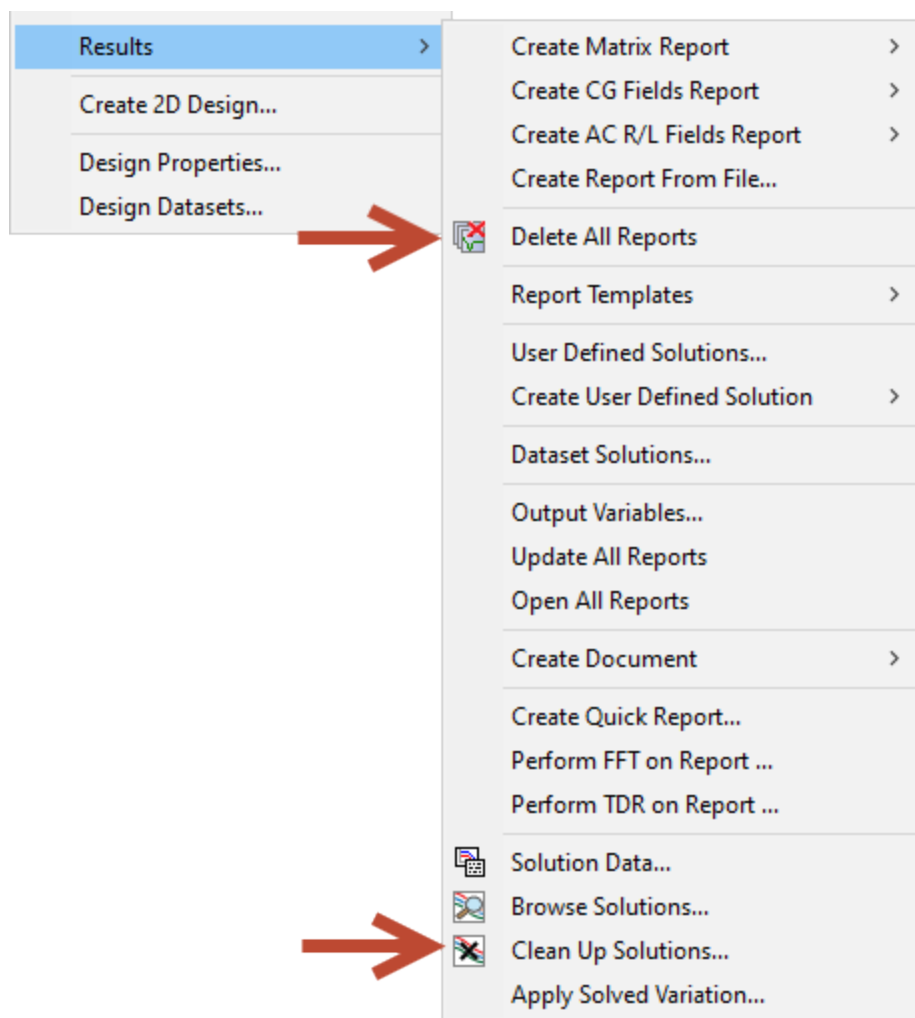 Results
Create 2D Design...
Design Properties...
Design Datasets...
Create Matrix Report
Create CG Fields Report
Create AC R/L Fields Report
Create Report From File...
Delete All Reports
Report Templates
User Defined Solutions...
Create User Defined Solution
Dataset Solutions...
Output Variables...
Update All Reports
Open All Reports
Create Document
Create Quick Report...
Perform FFT on Report ...
Perform TDR on Report ...
Solution Data...
Browse Solutions...
Clean Up Solutions...
Apply Solved Variation...